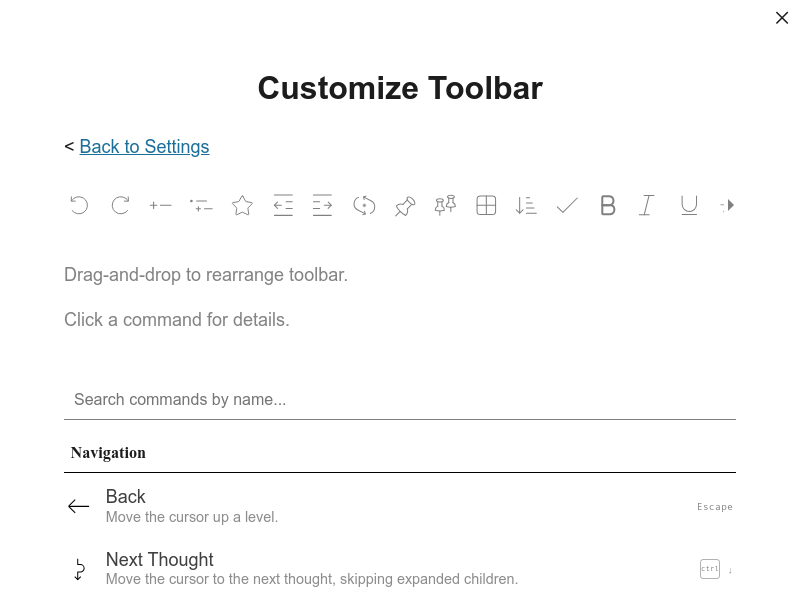 Customize Toolbar
< Back to Settings
Drag-and-drop to rearrange toolbar.
Click a command for details.
Search commands by name...
Navigation
Back
Move the cursor up a level.
Escape
Next Thought
Move the cursor to the next thought, skipping expanded children.
ctrl ↓